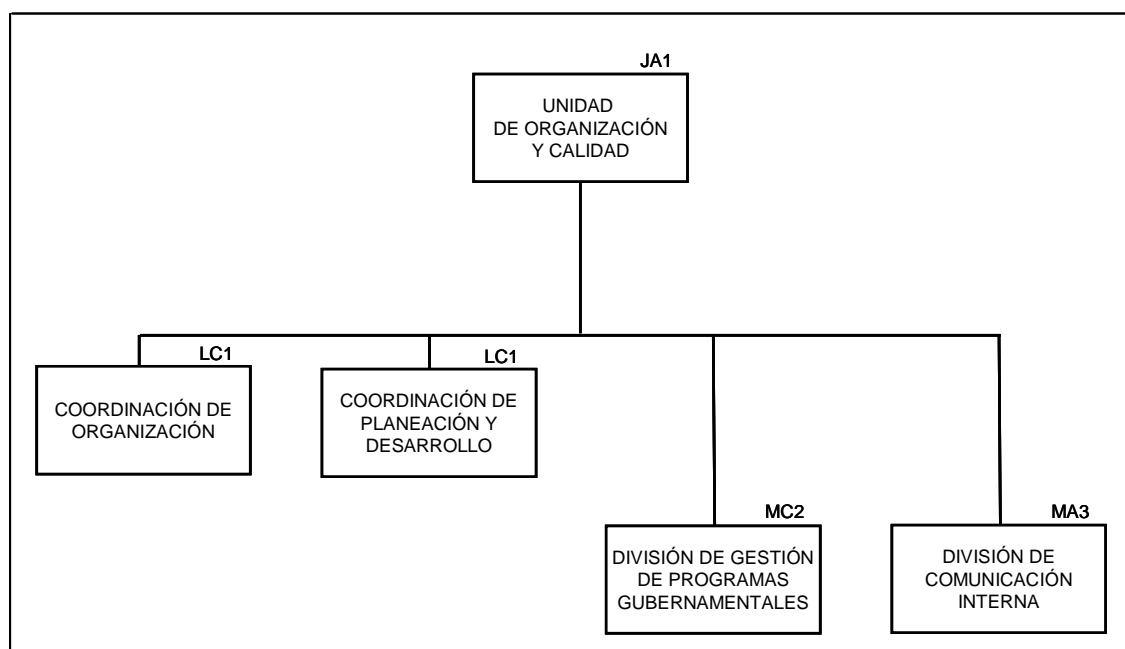 JA1
UNIDAD
DE ORGANIZACIÓN
Y CALIDAD
LC1
COORDINACIÓN DE
ORGANIZACIÓN
LC1
COORDINACIÓN DE
PLANEACIÓN Y
DESARROLLO
MC2
DIVISIÓN DE GESTIÓN
DE PROGRAMAS
GUBERNAMENTALES
MA3
DIVISIÓN DE
COMUNICACIÓN
INTERNA